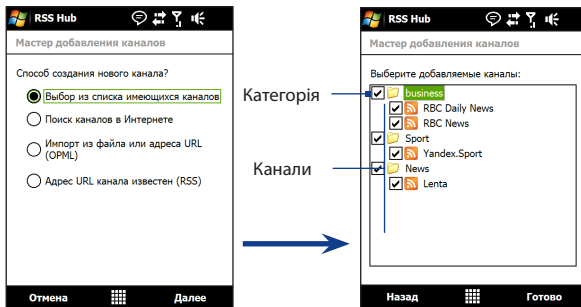 RSS Hub
Мастер добавления каналов
Способ создания нового канала?
Выбор из списка имеющихся каналов
Поиск каналов в Интернете
Импорт из файла или адреса URL
(OPML)
Адрес URL канала известен (RSS)
Отмена
Далее
Категорія
Канали
RSS Hub
Мастер добавления каналов
Выберите добавляемые каналы:
business
RBC Daily News
RBC News
Sport
Yandex.Sport
News
Lenta
Назад
Готово